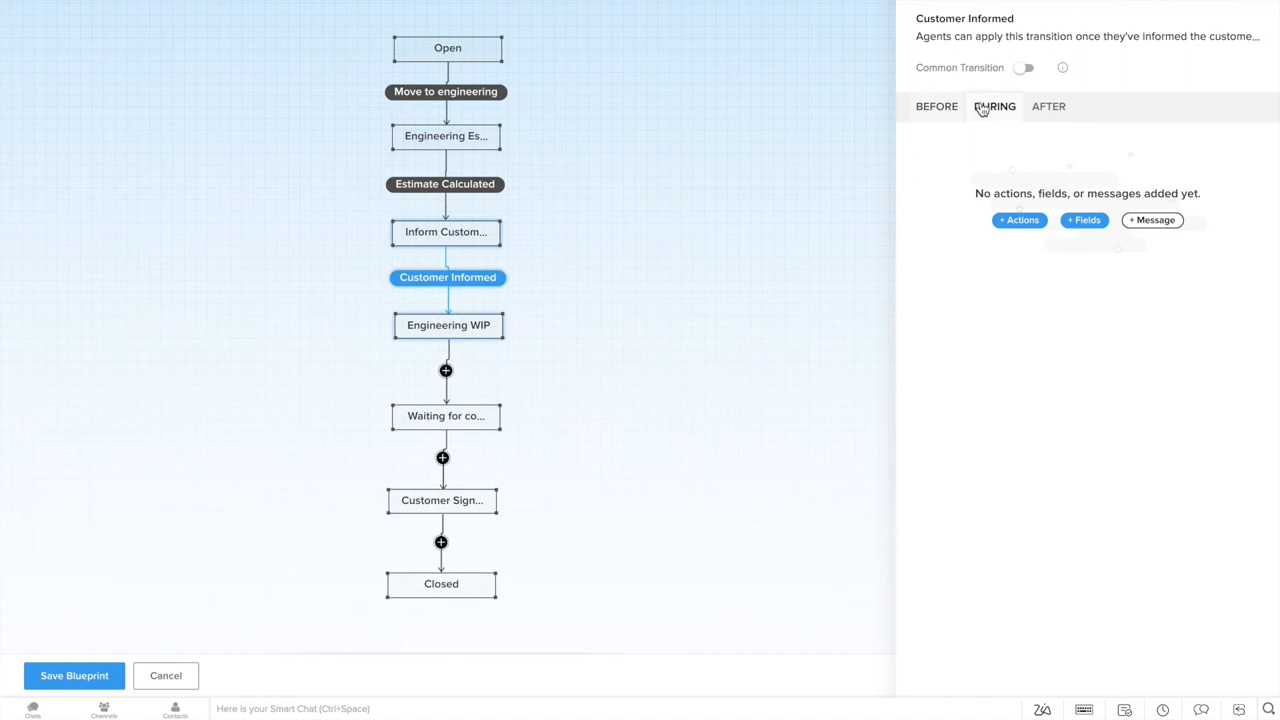 Open
Move to engineering
Engineering Es...
Estimate Calculated
Inform Custom...
Customer Informed
Engineering WIP
Waiting for co...
Customer Sign...
Closed
Save Blueprint
Cancel
Customer Informed
Agents can apply this transition once they've informed the custome...
Common Transition
BEFORE
DURING
AFTER
No actions, fields, or messages added yet.
+ Actions
+ Fields
+ Message
Chats
Channels
Contacts
Here is your Smart Chat (Ctrl+Space)